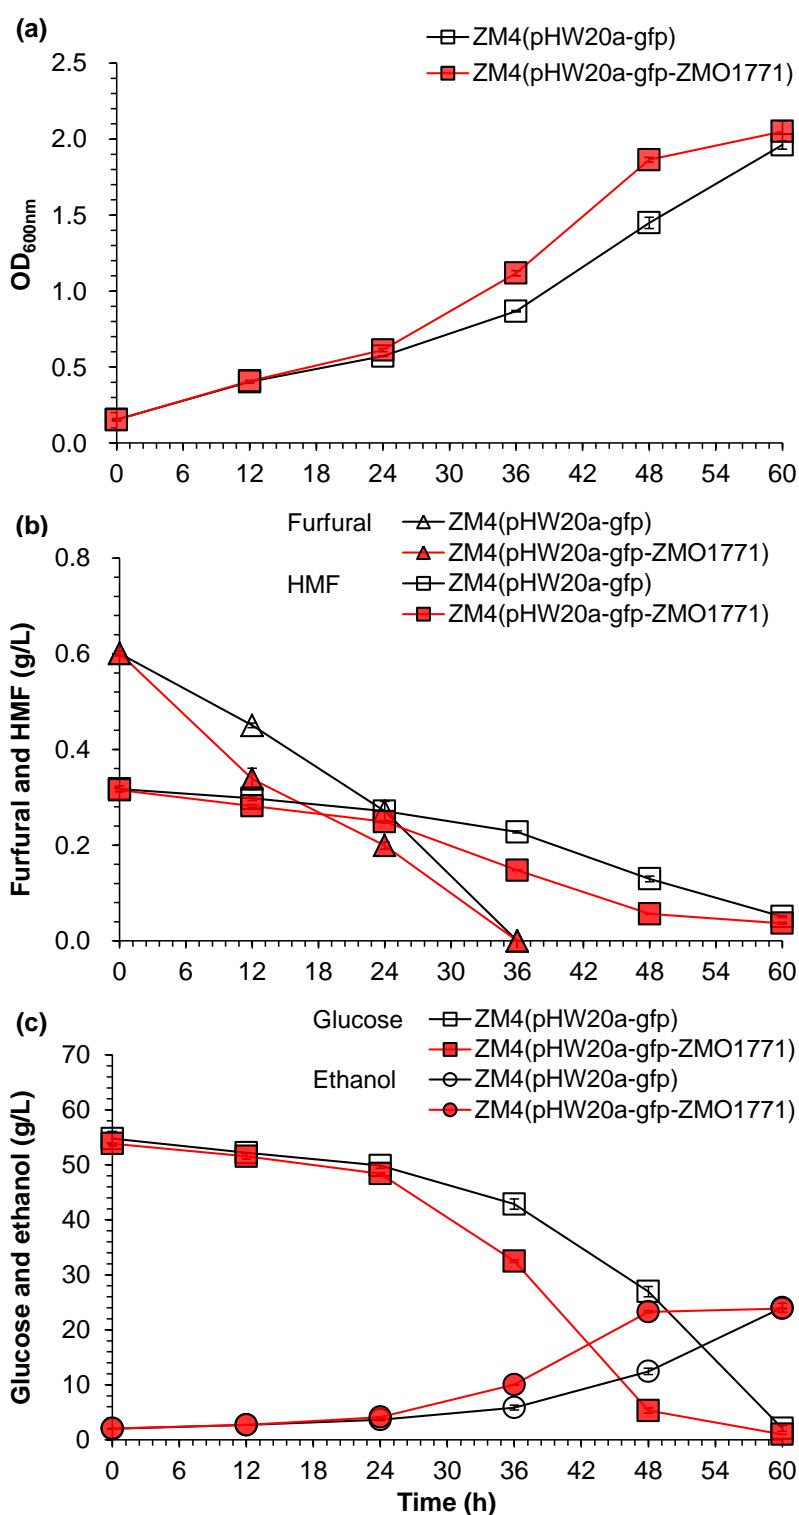 (a)
ZM4(pHW20a-gfp)
ZM4(pHW20a-gfp-ZMO1771)
2.5
2.0
1.5
1.0
0.5
0.0
OD600nm
0 6 12 18 24 30 36 42 48 54 60
(b)
Furfural ZM4(pHW20a-gfp)
ZM4(pHW20a-gfp-ZMO1771)
HMF ZM4(pHW20a-gfp)
ZM4(pHW20a-gfp-ZMO1771)
0.8
0.6
0.4
0.2
0.0
Furfural and HMF (g/L)
0 6 12 18 24 30 36 42 48 54 60
(c)
Glucose ZM4(pHW20a-gfp)
ZM4(pHW20a-gfp-ZMO1771)
Ethanol ZM4(pHW20a-gfp)
ZM4(pHW20a-gfp-ZMO1771)
70
60
50
40
30
20
10
0
Glucose and ethanol (g/L)
0 6 12 18 24 30 36 42 48 54 60
Time (h)